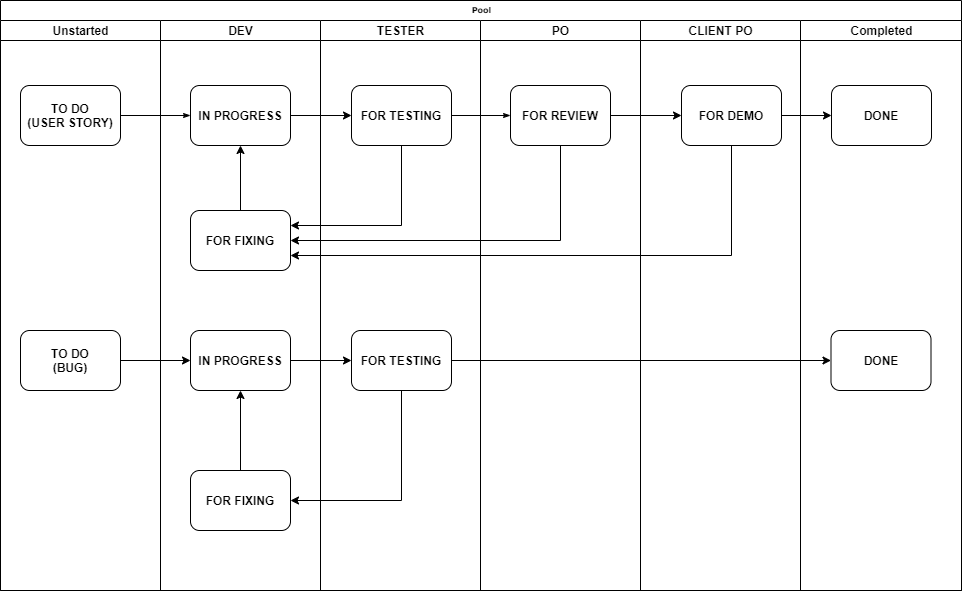 Pool
Unstarted
DEV
TESTER
PO
CLIENT PO
Completed
TO DO
(USER STORY)
IN PROGRESS
FOR TESTING
FOR REVIEW
FOR DEMO
DONE
FOR FIXING
TO DO
(BUG)
IN PROGRESS
FOR TESTING
DONE
FOR FIXING